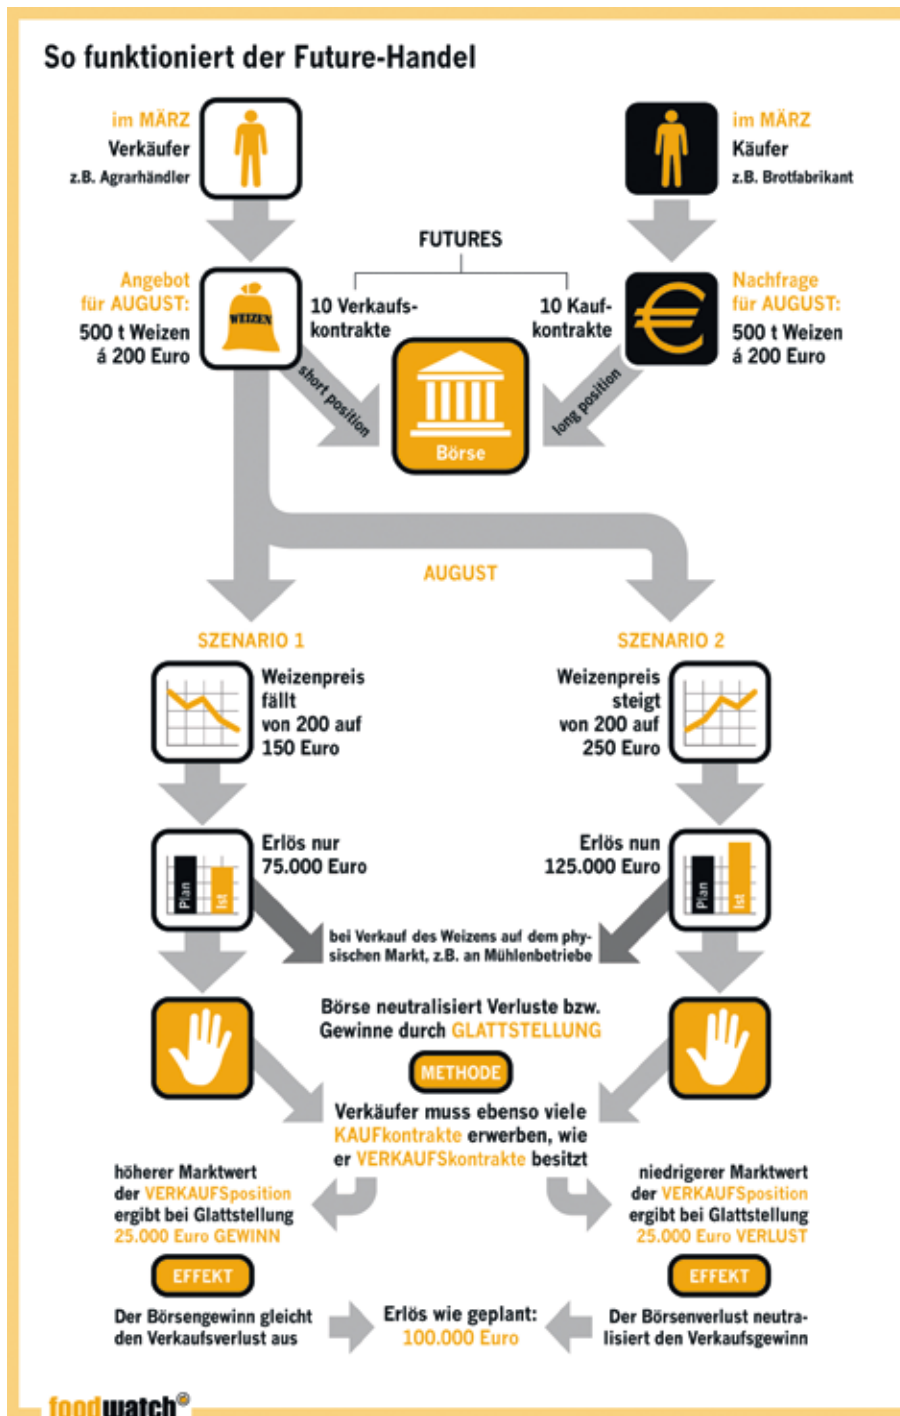 So funktioniert der Future-Handel
im MÄRZ
Verkäufer
z.B. Agrarhändler
im MÄRZ
Käufer
z.B. Brotfabrikant
FUTURES
Angebot
für AUGUST:
500 t Weizen
á 200 Euro
WEIZEN
10 Verkaufs-
kontrakte
10 Kauf-
kontrakte
€
Nachfrage
für AUGUST:
500 t Weizen
á 200 Euro
short position
long position
Börse
AUGUST
SZENARIO 1
Weizenpreis
fällt
von 200 auf
150 Euro
SZENARIO 2
Weizenpreis
steigt
von 200 auf
250 Euro
Plan
Ist
Erlös nur
75.000 Euro
Erlös nun
125.000 Euro
Plan
Ist
bei Verkauf des Weizens auf dem phy-
sischen Markt, z.B. an Mühlenbetriebe
Börse neutralisiert Verluste bzw.
Gewinne durch GLATTSTELLUNG
METHODE
Verkäufer muss ebenso viele
KAUFkontrakte erwerben, wie
er VERKAUFSkontrakte besitzt
höherer Marktwert
der VERKAUFSposition
ergibt bei Glattstellung
25.000 Euro GEWINN
niedrigerer Marktwert
der VERKAUFSposition
ergibt bei Glattstellung
25.000 Euro VERLUST
EFFEKT
EFFEKT
Der Börsengewinn gleicht
den Verkaufsverlust aus
Erlös wie geplant:
100.000 Euro
Der Börsenverlust neutra-
lisiert den Verkaufsgewinn
foodwatch